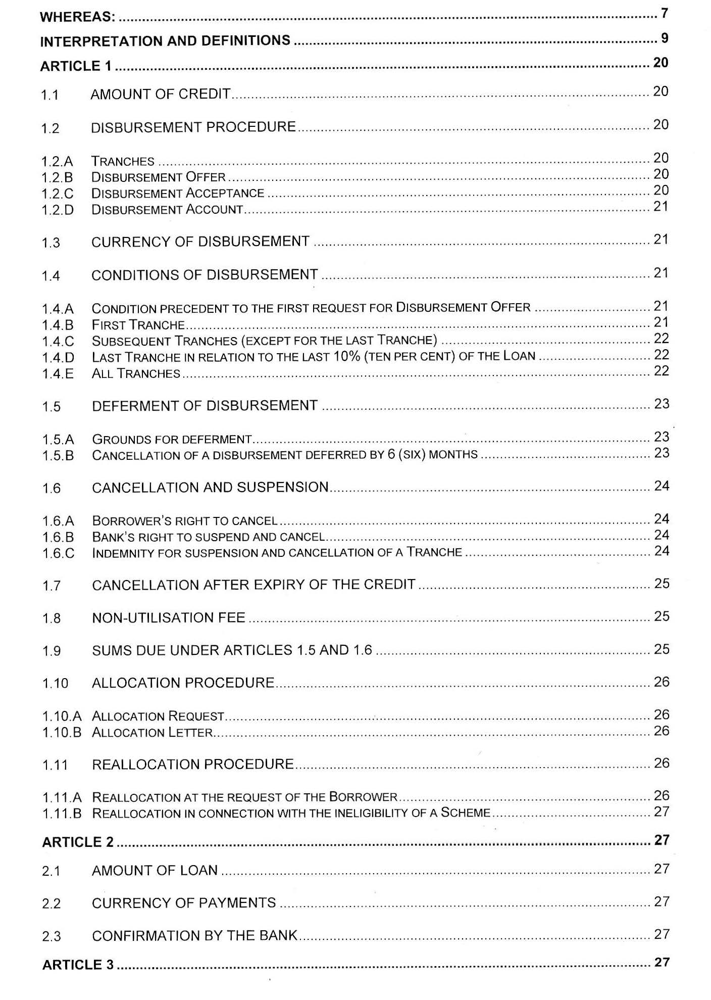 WHEREAS: 7
INTERPRETATION AND DEFINITIONS 9
ARTICLE 1 20
1.1 AMOUNT OF CREDIT 20
1.2 DISBURSEMENT PROCEDURE 20
1.2.A TRANCHES 20
1.2.B DISBURSEMENT OFFER 20
1.2.C DISBURSEMENT ACCEPTANCE 20
1.2.D DISBURSEMENT ACCOUNT 21
1.3 CURRENCY OF DISBURSEMENT 21
1.4 CONDITIONS OF DISBURSEMENT 21
1.4.A CONDITION PRECEDENT TO THE FIRST REQUEST FOR DISBURSEMENT OFFER 21
1.4.B FIRST TRANCHE 21
1.4.C SUBSEQUENT TRANCHES (EXCEPT FOR THE LAST TRANCHE) 22
1.4.D LAST TRANCHE IN RELATION TO THE LAST 10% (TEN PER CENT) OF THE LOAN 22
1.4.E ALL TRANCHES 22
1.5 DEFERMENT OF DISBURSEMENT 23
1.5.A GROUNDS FOR DEFERMENT 23
1.5.B CANCELLATION OF A DISBURSEMENT DEFERRED BY 6 (SIX) MONTHS 23
1.6 CANCELLATION AND SUSPENSION 24
1.6.A BORROWER'S RIGHT TO CANCEL 24
1.6.B BANK'S RIGHT TO SUSPEND AND CANCEL 24
1.6.C INDEMNITY FOR SUSPENSION AND CANCELLATION OF A TRANCHE 24
1.7 CANCELLATION AFTER EXPIRY OF THE CREDIT 25
1.8 NON-UTILISATION FEE 25
1.9 SUMS DUE UNDER ARTICLES 1.5 AND 1.6 25
1.10 ALLOCATION PROCEDURE 26
1.10.A ALLOCATION REQUEST 26
1.10.B ALLOCATION LETTER 26
1.11 REALLOCATION PROCEDURE 26
1.11.A REALLOCATION AT THE REQUEST OF THE BORROWER 26
1.11.B REALLOCATION IN CONNECTION WITH THE INELIGIBILITY OF A SCHEME 27
ARTICLE 2 27
2.1 AMOUNT OF LOAN 27
2.2 CURRENCY OF PAYMENTS 27
2.3 CONFIRMATION BY THE BANK 27
ARTICLE 3 27